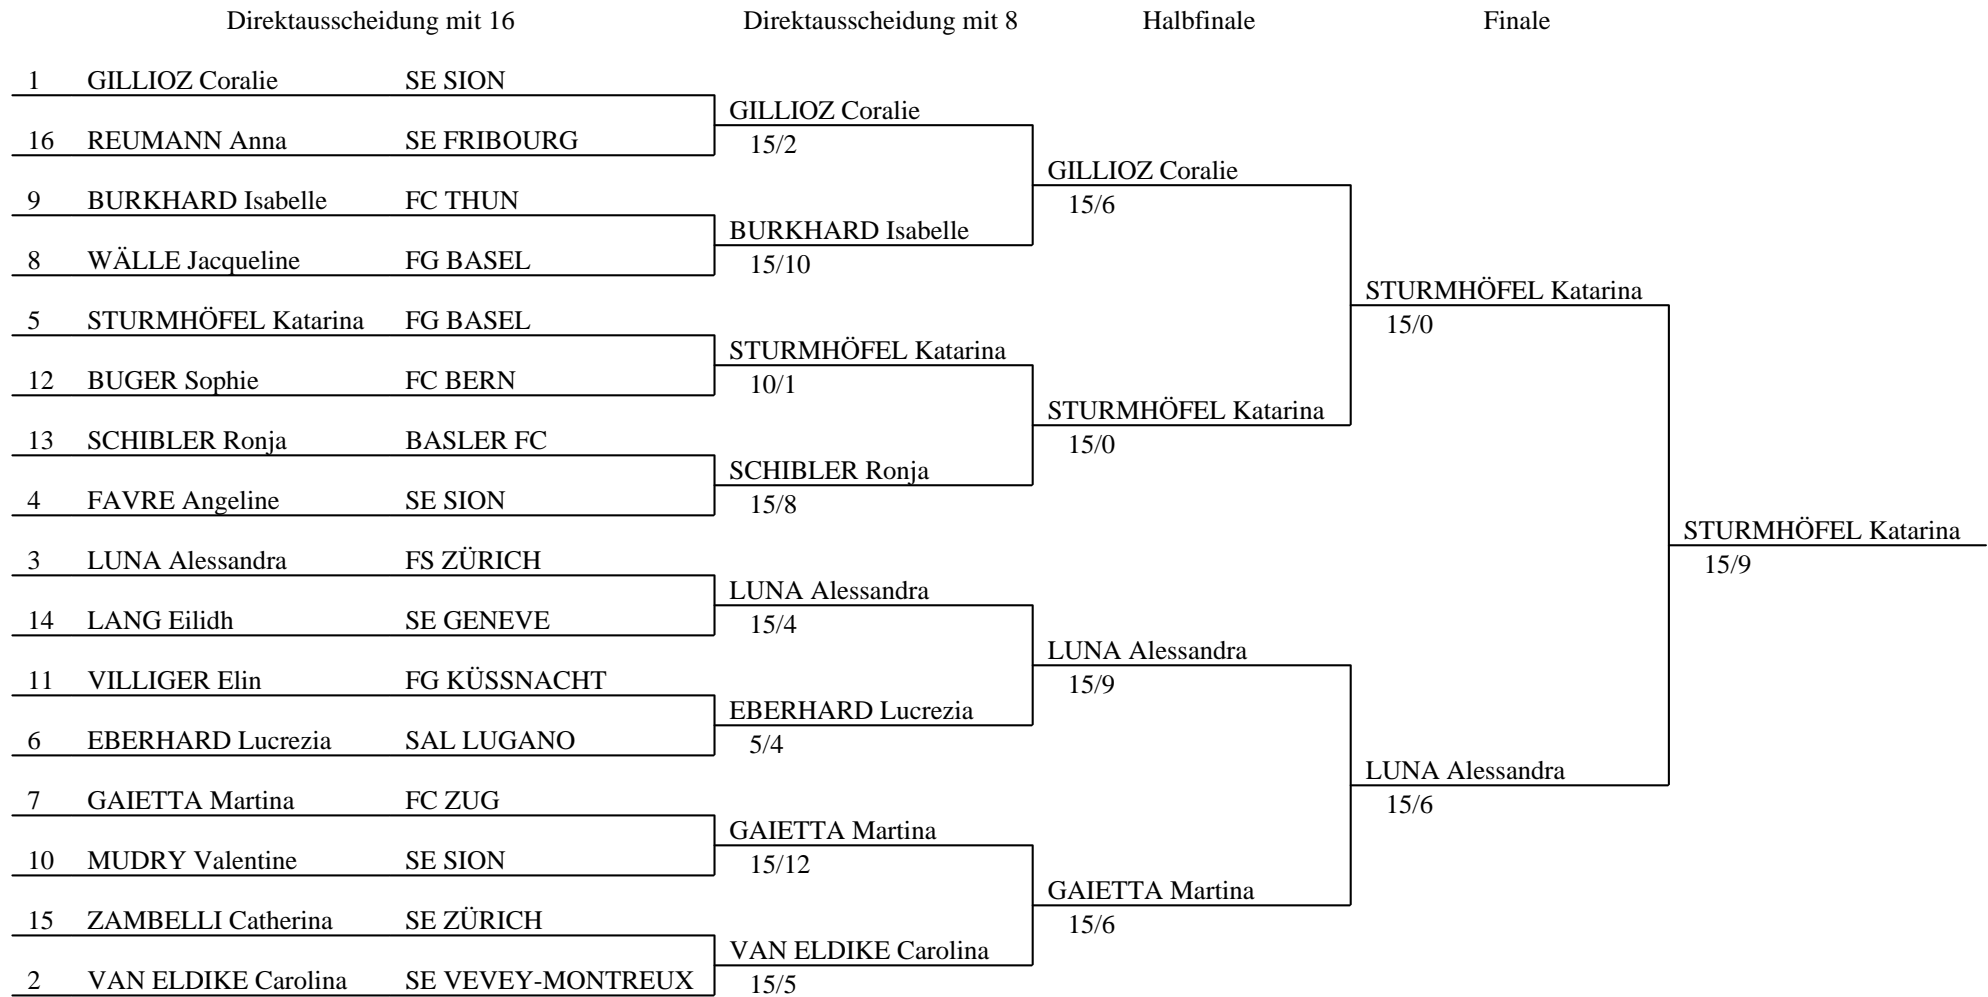 Direktausscheidung mit 16 Direktausscheidung mit 8 Halbfinale Finale
1 GILLIOZ Coralie SE SION
GILLIOZ Coralie
16 REUMANN Anna SE FRIBOURG 15/2
GILLIOZ Coralie
9 BURKHARD Isabelle FC THUN 15/6
BURKHARD Isabelle
8 WÄLLE Jacqueline FG BASEL 15/10
STURMHÖFEL Katarina
5 STURMHÖFEL Katarina FG BASEL 15/0
STURMHÖFEL Katarina
12 BUGER Sophie FC BERN 10/1
STURMHÖFEL Katarina
13 SCHIBLER Ronja BASLER FC 15/0
SCHIBLER Ronja
4 FAVRE Angeline SE SION 15/8
STURMHÖFEL Katarina
3 LUNA Alessandra FS ZÜRICH 15/9
LUNA Alessandra
14 LANG Eilidh SE GENEVE 15/4
LUNA Alessandra
11 VILLIGER Elin FG KÜSSNACHT 15/9
EBERHARD Lucrezia
6 EBERHARD Lucrezia SAL LUGANO 5/4
LUNA Alessandra
7 GAIETTA Martina FC ZUG 15/6
GAIETTA Martina
10 MUDRY Valentine SE SION 15/12
GAIETTA Martina
15 ZAMBELLI Catherina SE ZÜRICH 15/6
VAN ELDIKE Carolina
2 VAN ELDIKE Carolina SE VEVEY-MONTREUX 15/5